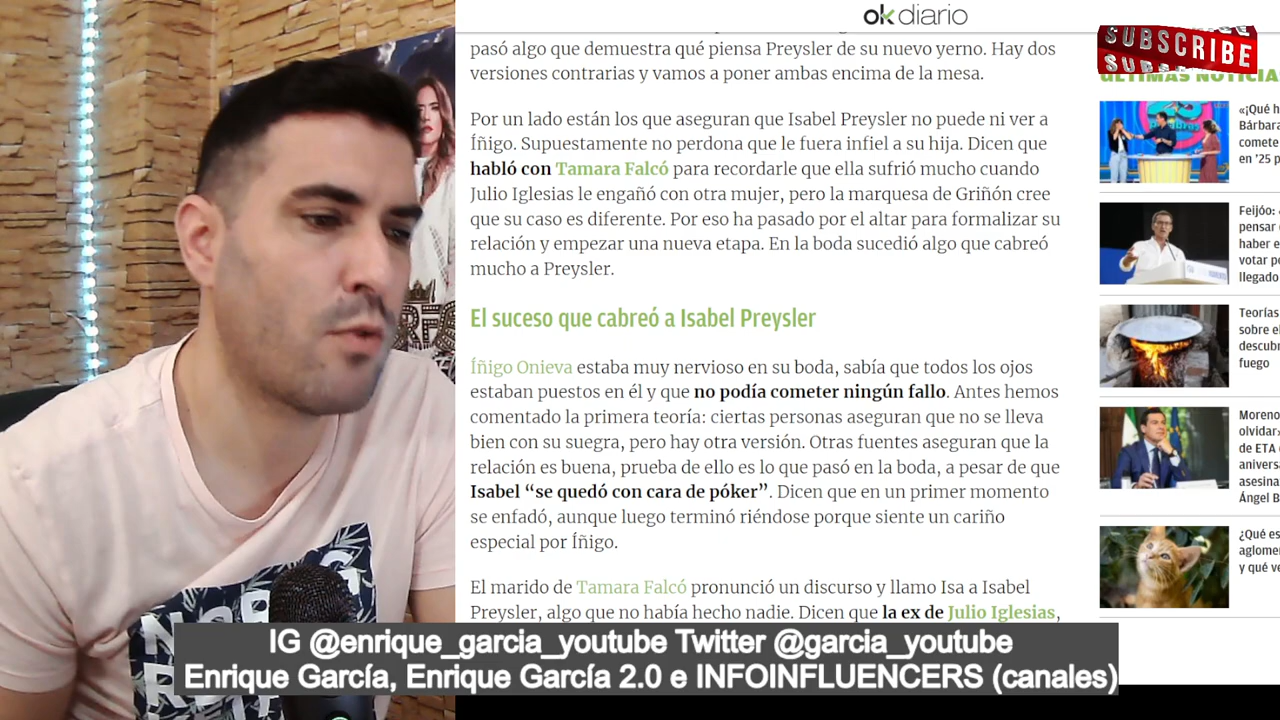 okdiario
pasó algo que demuestra qué piensa Preysler de su nuevo yerno. Hay dos
versiones contrarias y vamos a poner ambas encima de la mesa.
Por un lado están los que aseguran que Isabel Preysler no puede ni ver a
Íñigo. Supuestamente no perdona que le fuera infiel a su hija. Dicen que
habló con Tamara Falcó para recordarle que ella sufrió mucho cuando
Julio Iglesias le engañó con otra mujer, pero la marquesa de Griñón cree
que su caso es diferente. Por eso ha pasado por el altar para formalizar su
relación y empezar una nueva etapa. En la boda sucedió algo que cabreó
mucho a Preysler.
El suceso que cabreó a Isabel Preysler
Íñigo Onieva estaba muy nervioso en su boda, sabía que todos los ojos
estaban puestos en él y que no podía cometer ningún fallo. Antes hemos
comentado la primera teoría: ciertas personas aseguran que no se lleva
bien con su suegra, pero hay otra versión. Otras fuentes aseguran que la
relación es buena, prueba de ello es lo que pasó en la boda, a pesar de que
Isabel “se quedó con cara de póker”. Dicen que en un primer momento
se enfadó, aunque luego terminó riéndose porque siente un cariño
especial por Íñigo.
El marido de Tamara Falcó pronunció un discurso y llamo Isa a Isabel
Preysler, algo que no había hecho nadie. Dicen que la ex de Julio Iglesias,
SUBSCRIBE
ÚLTIMAS NOTICIA
«¡Qué h
Bárbara
comete
en '25 p
Feijóo:
pensar
haber e
votar p
llegado
Teorías
sobre el
descubr
fuego
Moreno
olvidar»
de ETA
anivers
asesina
Ángel B
¿Qué es
aglomer
y qué ve
IG @enrique_garcia_youtube Twitter @garcia_youtube
Enrique García, Enrique García 2.0 e INFOINFLUENCERS (canales)